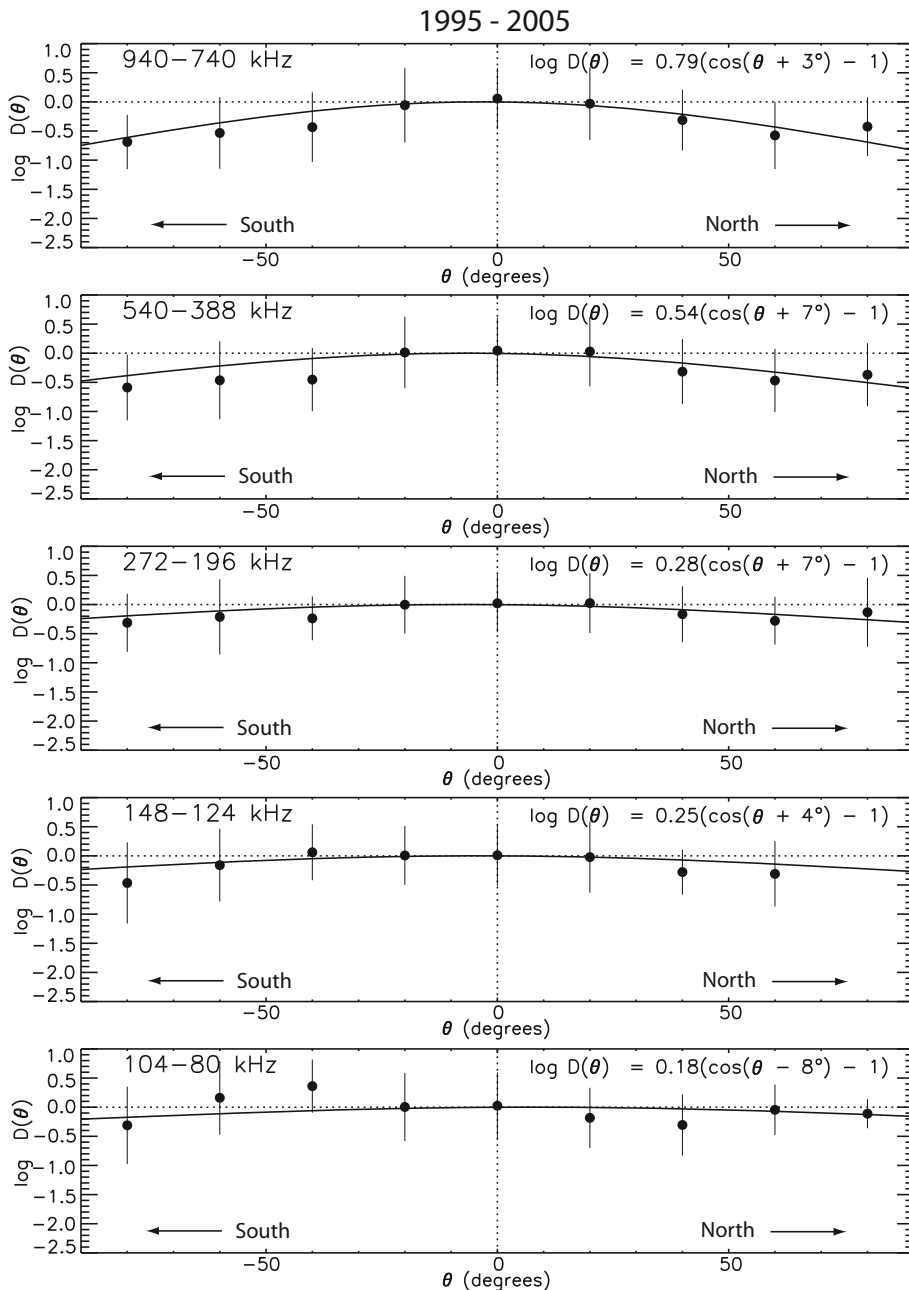 1995 - 2005
940–740 kHz
log D(θ) = 0.79(cos(θ + 3°) − 1)
1.0
0.5
0.0
−0.5
−1.0
−1.5
−2.0
−2.5
log D(θ)
South
North
−50
0
50
θ (degrees)
540–388 kHz
log D(θ) = 0.54(cos(θ + 7°) − 1)
1.0
0.5
0.0
−0.5
−1.0
−1.5
−2.0
−2.5
log D(θ)
South
North
−50
0
50
θ (degrees)
272–196 kHz
log D(θ) = 0.28(cos(θ + 7°) − 1)
1.0
0.5
0.0
−0.5
−1.0
−1.5
−2.0
−2.5
log D(θ)
South
North
−50
0
50
θ (degrees)
148–124 kHz
log D(θ) = 0.25(cos(θ + 4°) − 1)
1.0
0.5
0.0
−0.5
−1.0
−1.5
−2.0
−2.5
log D(θ)
South
North
−50
0
50
θ (degrees)
104–80 kHz
log D(θ) = 0.18(cos(θ − 8°) − 1)
1.0
0.5
0.0
−0.5
−1.0
−1.5
−2.0
−2.5
log D(θ)
South
North
−50
0
50
θ (degrees)